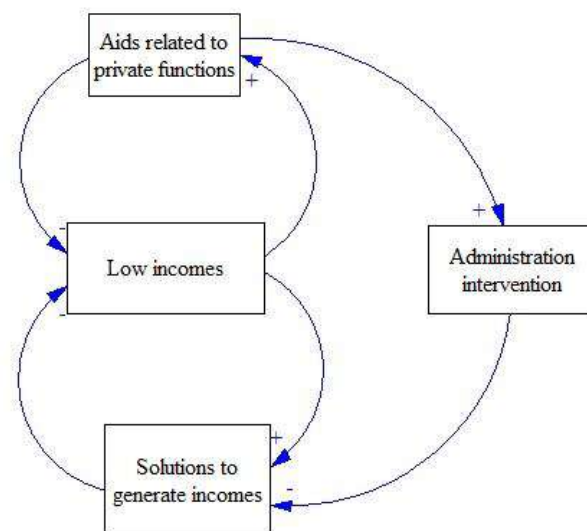 Aids related to
private functions
+
+
-
Low incomes
-
Administration
intervention
+
-
Solutions to
generate incomes